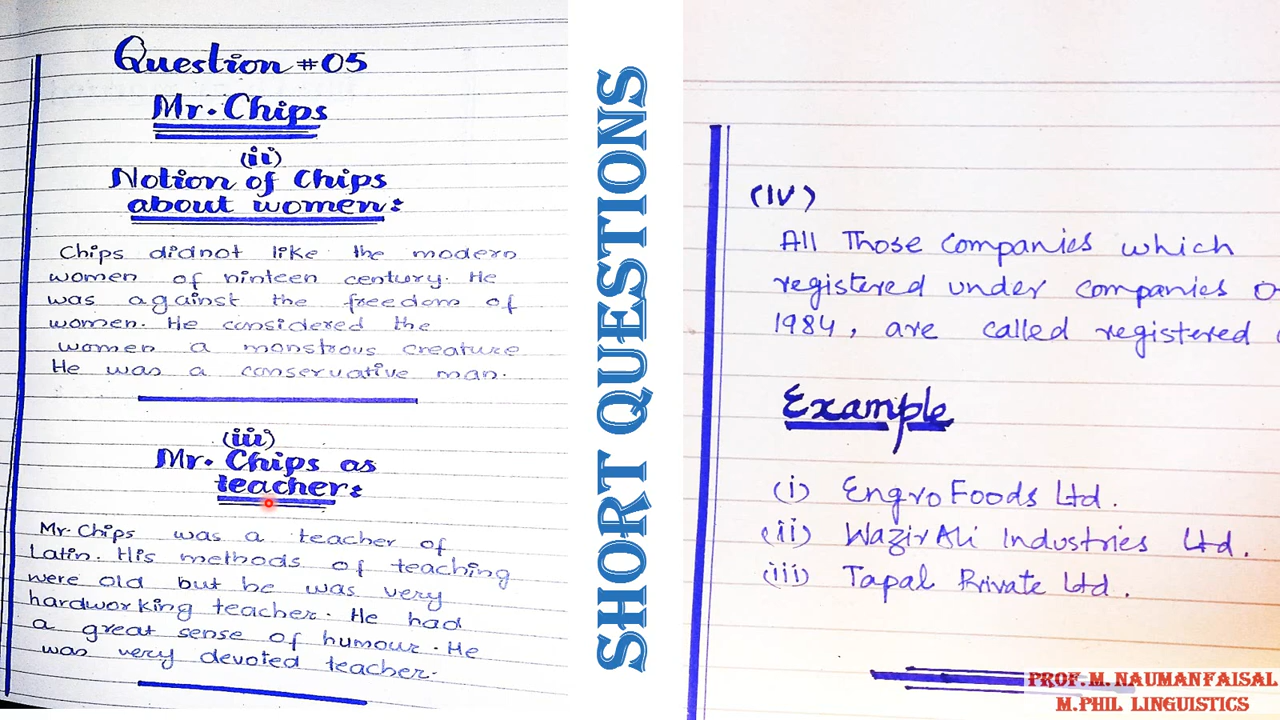 Question #05
Mr. Chips
(ii)
Notion of Chips
about women:
Chips didnot like the modern
women of ninteen century. He
was against the freedom of
women. He considered the
women a monstrous creature
He was a conservative man.
(iii)
Mr. Chips as
teacher:
Mr. Chips was a teacher of
Latin. His methods of teaching
were old but he was very
hardworking teacher. He had
a great sense of humour. He
was very devoted teacher.
SHORT QUESTIONS
(iv)
All Those companies which
registered under companies
1984, are called registered
Example
(i) Engro Foods Ltd.
(ii) Wazir Ali Industries Ltd.
(iii) Tapal Private Ltd.
PROF. M. NAUMAN FAISAL
M.PHIL LINGUISTICS